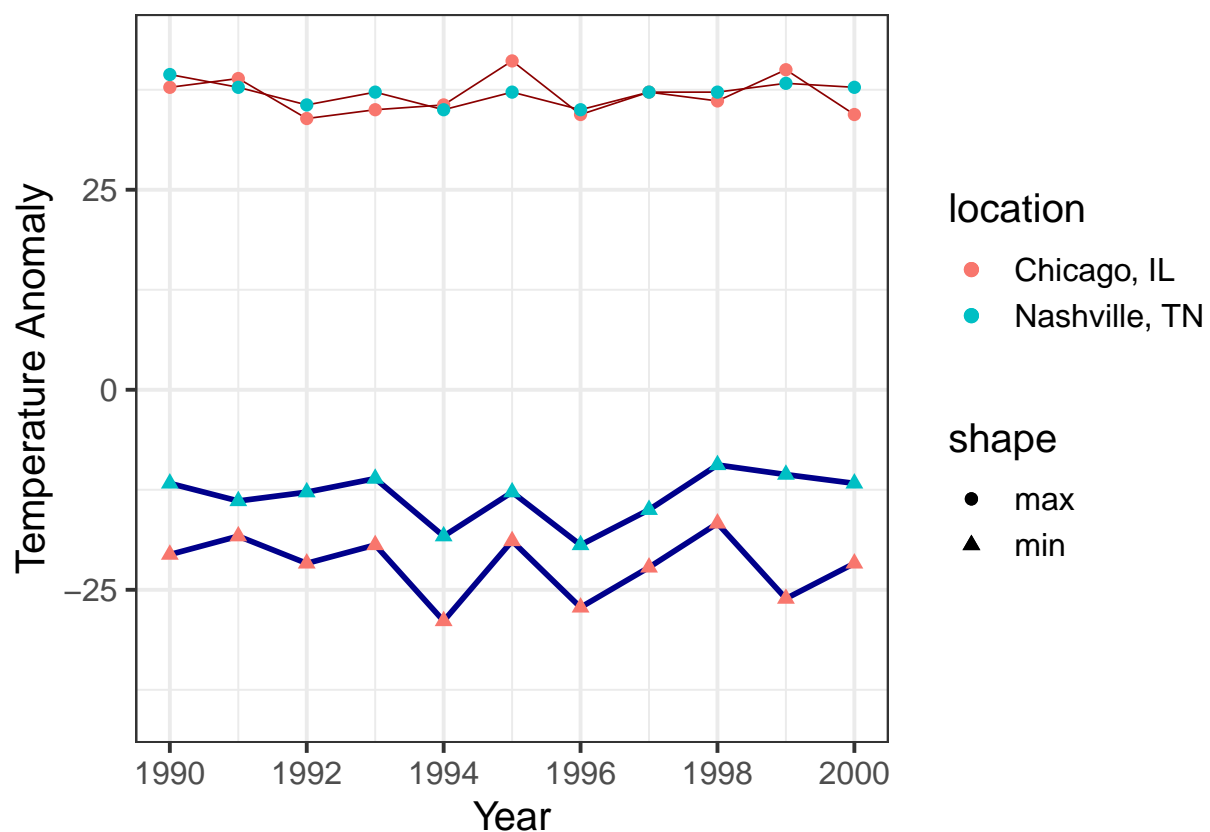 Temperature Anomaly
25
0
−25
1990 1992 1994 1996 1998 2000
Year
location
Chicago, IL
Nashville, TN
shape
max
min